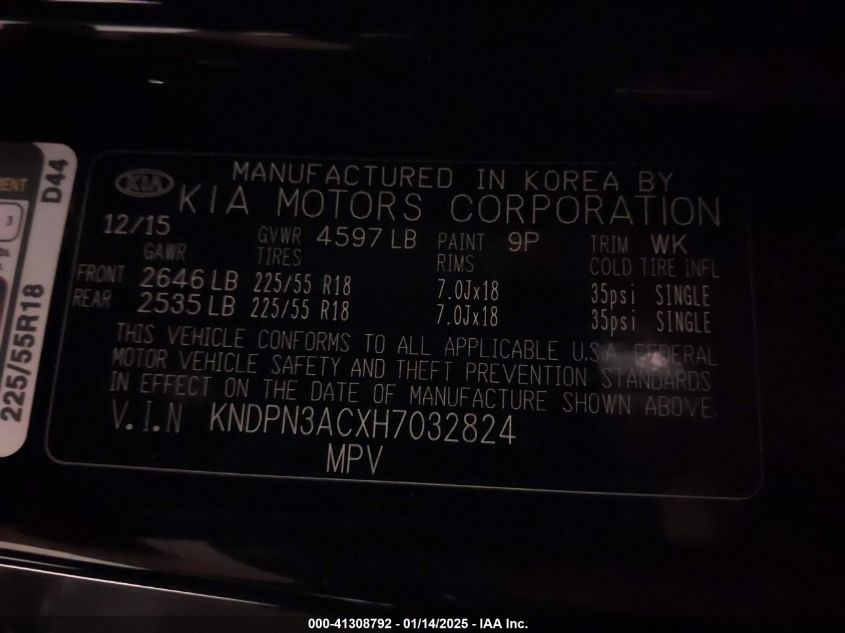 KIA
MANUFACTURED IN KOREA BY
KIA MOTORS CORPORATION
12/15 GVWR 4597 LB PAINT 9P TRIM WK
GAWR TIRES RIMS COLD TIRE INFL
FRONT 2646 LB 225/55 R18 7.0Jx18 35psi SINGLE
REAR 2535 LB 225/55 R18 7.0Jx18 35psi SINGLE
THIS VEHICLE CONFORMS TO ALL APPLICABLE U.S.A. FEDERAL
MOTOR VEHICLE SAFETY AND THEFT PREVENTION STANDARDS
IN EFFECT ON THE DATE OF MANUFACTURE SHOWN ABOVE.
V.I.N KNDPN3ACXH7032824
MPV
D44
225/55R18
3
000-41308792 - 01/14/2025 - IAA Inc.